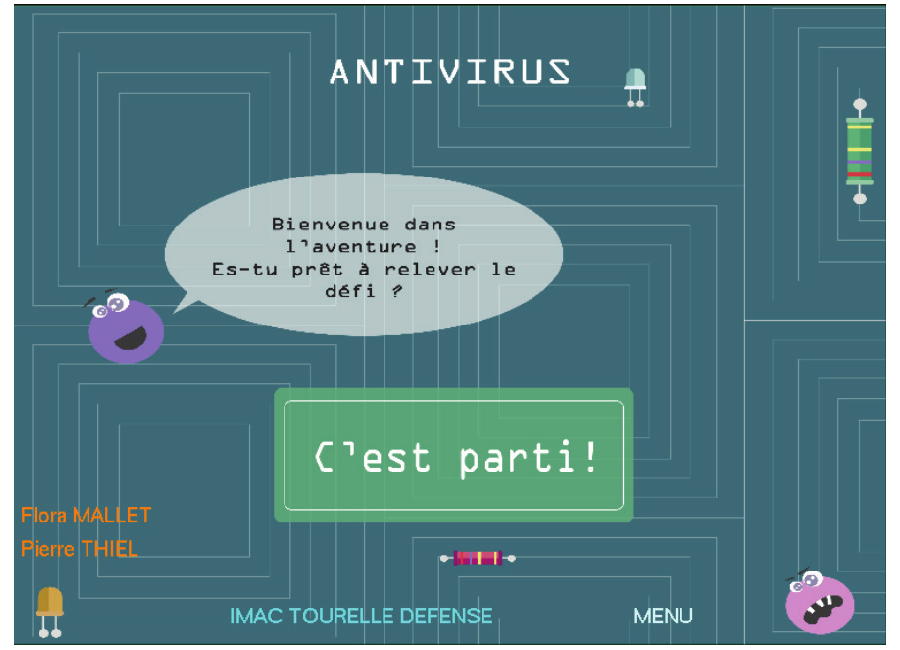 ANTIVIRUS
Bienvenue dans
l'aventure !
Es-tu prêt à relever le
défi ?
C'est parti!
Flora MALLET
Pierre THIEL
IMAC TOURELLE DEFENSE
MENU